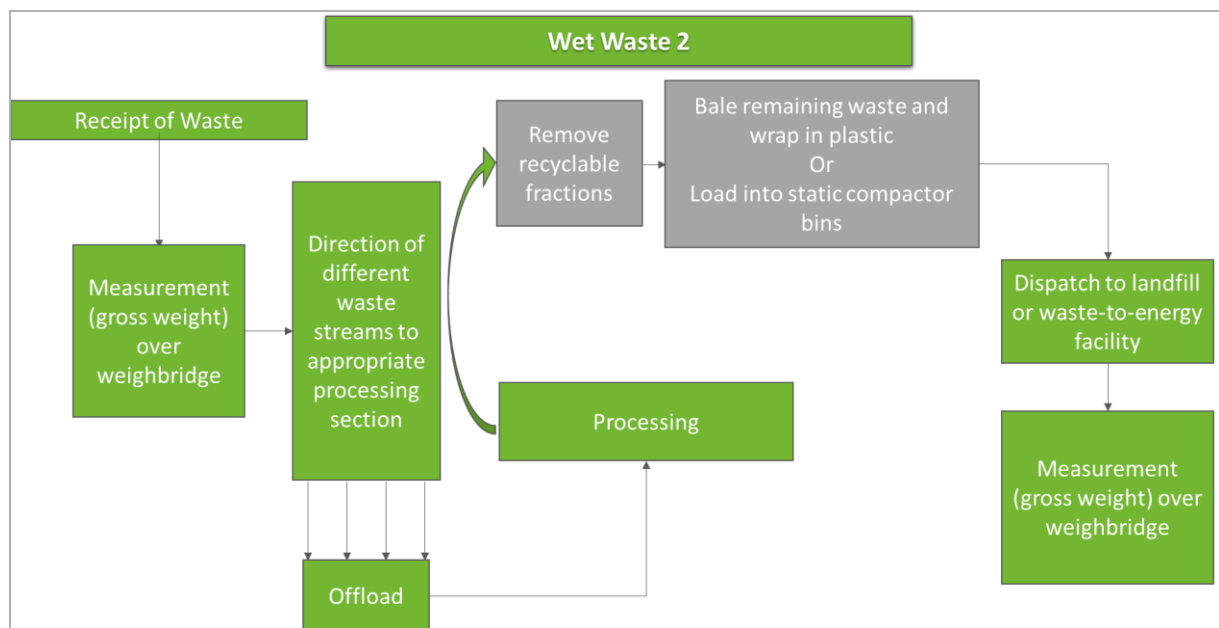 Wet Waste 2
Receipt of Waste
Measurement
(gross weight)
over
weighbridge
Direction of
different
waste
streams to
appropriate
processing
section
Offload
Processing
Remove
recyclable
fractions
Bale remaining waste and
wrap in plastic
Or
Load into static compactor
bins
Dispatch to landfill
or waste-to-energy
facility
Measurement
(gross weight) over
weighbridge